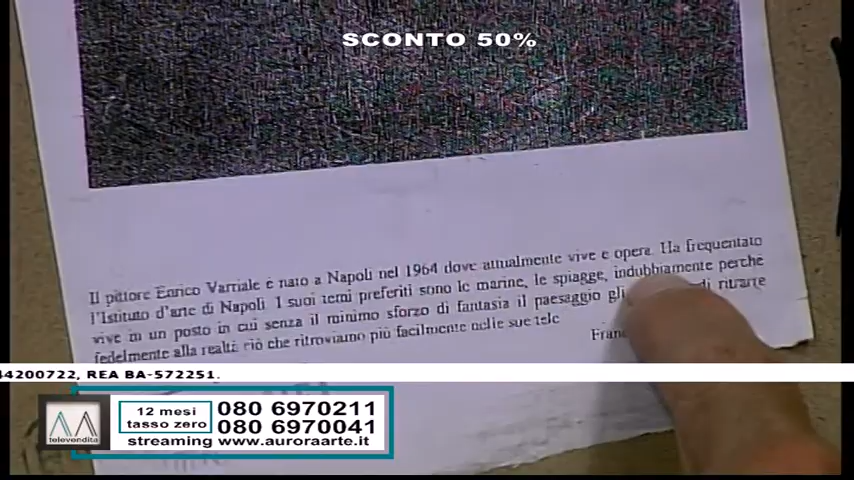 SCONTO 50%
Il pittore Enrico Varriale è nato a Napoli nel 1964 dove attualmente vive e opera. Ha frequentato
l'Istituto d'arte di Napoli. I suoi temi preferiti sono le marine, le spiagge, indubbiamente perchè
vive in un posto in cui senza il minimo sforzo di fantasia il paesaggio gli di ritrarre
fedelmente alla realtà ciò che ritroviamo più facilmente nelle sue tele
44200722, REA BA-572251.
12 mesi
tasso zero
080 6970211
080 6970041
televendita
streaming www.auroraarte.it